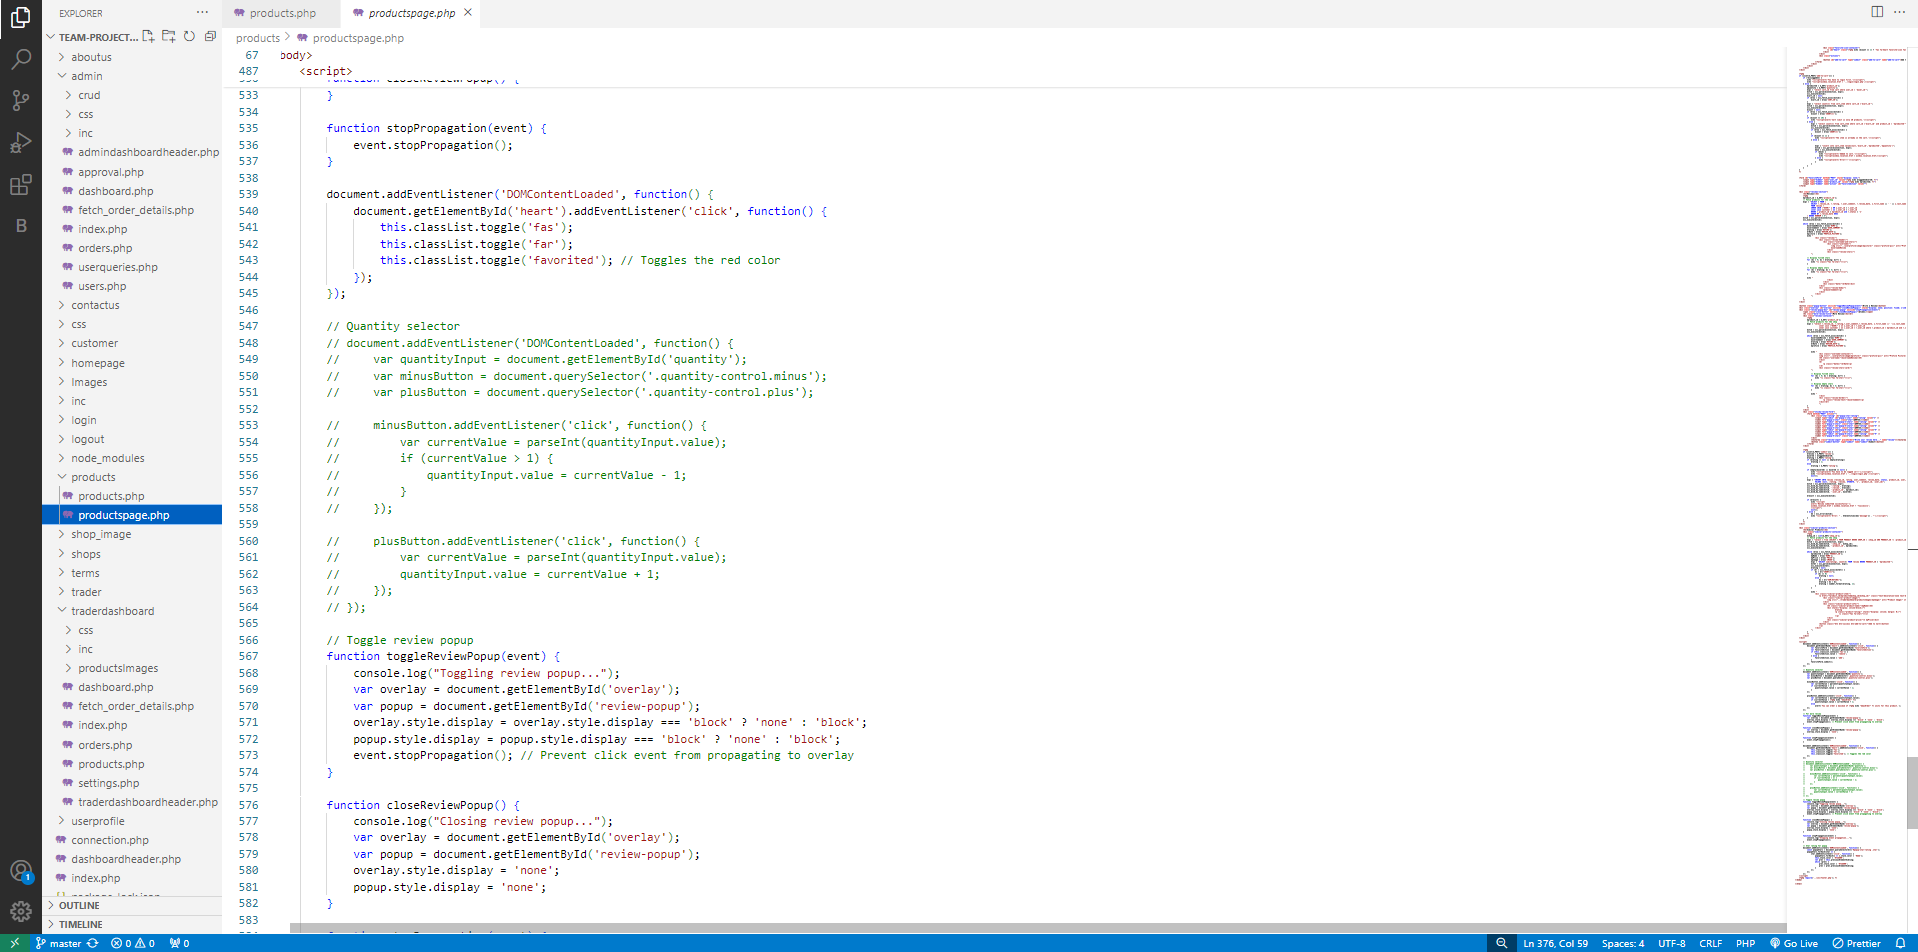 EXPLORER
TEAM-PROJECT...
aboutus
admin
crud
css
inc
admindashboardheader.php
approval.php
dashboard.php
fetch_order_details.php
index.php
orders.php
userqueries.php
users.php
contactus
css
customer
homepage
Images
inc
login
logout
node_modules
products
products.php
productspage.php
shop_image
shops
terms
trader
traderdashboard
css
inc
productsImages
dashboard.php
fetch_order_details.php
index.php
orders.php
products.php
settings.php
traderdashboardheader.php
userprofile
connection.php
dashboardheader.php
index.php
OUTLINE
TIMELINE
products.php
productspage.php
products > productspage.php
67 body>
487 <script>
533 }
534
535 function stopPropagation(event) {
536 event.stopPropagation();
537 }
538
539 document.addEventListener('DOMContentLoaded', function() {
540 document.getElementById('heart').addEventListener('click', function() {
541 this.classList.toggle('fas');
542 this.classList.toggle('far');
543 this.classList.toggle('favorited'); // Toggles the red color
544 });
545 });
546
547 // Quantity selector
548 // document.addEventListener('DOMContentLoaded', function() {
549 // var quantityInput = document.getElementById('quantity');
550 // var minusButton = document.querySelector('.quantity-control.minus');
551 // var plusButton = document.querySelector('.quantity-control.plus');
552
553 // minusButton.addEventListener('click', function() {
554 // var currentValue = parseInt(quantityInput.value);
555 // if (currentValue > 1) {
556 // quantityInput.value = currentValue - 1;
557 // }
558 // });
559
560 // plusButton.addEventListener('click', function() {
561 // var currentValue = parseInt(quantityInput.value);
562 // quantityInput.value = currentValue + 1;
563 // });
564 // });
565
566 // Toggle review popup
567 function toggleReviewPopup(event) {
568 console.log("Toggling review popup...");
569 var overlay = document.getElementById('overlay');
570 var popup = document.getElementById('review-popup');
571 overlay.style.display = overlay.style.display === 'block' ? 'none' : 'block';
572 popup.style.display = popup.style.display === 'block' ? 'none' : 'block';
573 event.stopPropagation(); // Prevent click event from propagating to overlay
574 }
575
576 function closeReviewPopup() {
577 console.log("Closing review popup...");
578 var overlay = document.getElementById('overlay');
579 var popup = document.getElementById('review-popup');
580 overlay.style.display = 'none';
581 popup.style.display = 'none';
582 }
583
B
1
master 0 0 0
Ln 376, Col 59 Spaces: 4 UTF-8 CRLF PHP Go Live Prettier